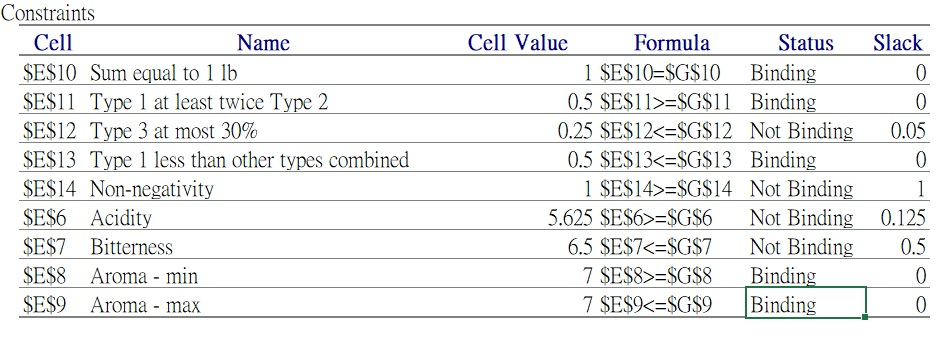 Constraints
Cell Name Cell Value Formula Status Slack
$E$10 Sum equal to 1 lb 1 $E$10=$G$10 Binding 0
$E$11 Type 1 at least twice Type 2 0.5 $E$11>=$G$11 Binding 0
$E$12 Type 3 at most 30% 0.25 $E$12<=$G$12 Not Binding 0.05
$E$13 Type 1 less than other types combined 0.5 $E$13<=$G$13 Binding 0
$E$14 Non-negativity 1 $E$14>=$G$14 Not Binding 1
$E$6 Acidity 5.625 $E$6>=$G$6 Not Binding 0.125
$E$7 Bitterness 6.5 $E$7<=$G$7 Not Binding 0.5
$E$8 Aroma - min 7 $E$8>=$G$8 Binding 0
$E$9 Aroma - max 7 $E$9<=$G$9 Binding 0